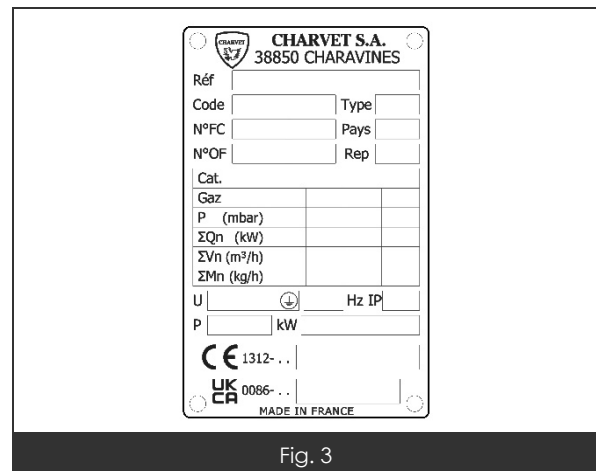 CHARVET
CHARVET S.A.
38850 CHARAVINES
Réf
Code Type
N°FC Pays
N°OF Rep
Cat.
Gaz
P (mbar)
ΣQn (kW)
ΣVn (m³/h)
ΣMn (kg/h)
U Hz IP
P kW
CE 1312- . .
UK
CA 0086- . .
MADE IN FRANCE
Fig. 3